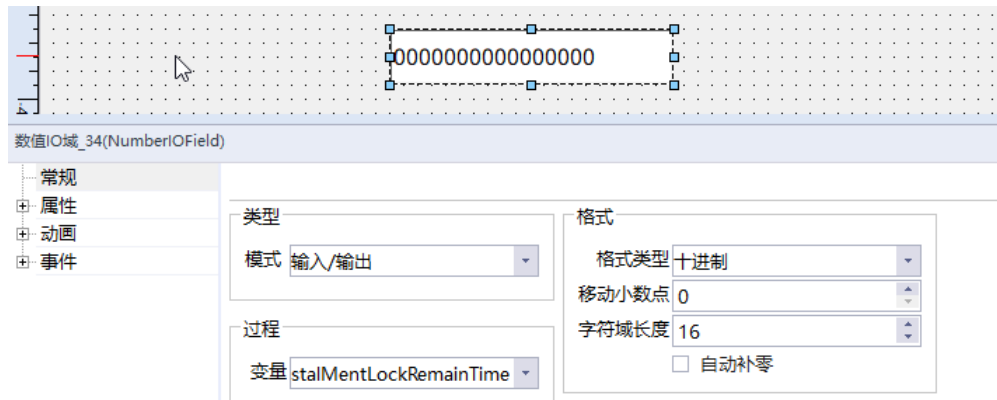 0000000000000000
数值IO域_34(NumberIOField)
常规
属性
动画
事件
类型
模式 输入/输出
过程
变量 stalMentLockRemainTime
格式
格式类型 十进制
移动小数点 0
字符域长度 16
自动补零